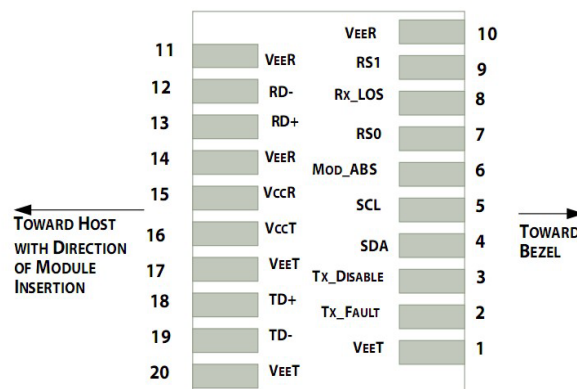 VEER 10
11 VEER
RS1 9
12 RD-
RX_LOS 8
13 RD+
RS0 7
14 VEER
MOD_ABS 6
15 VCCR
SCL 5
TOWARD HOST
WITH DIRECTION
OF MODULE
INSERTION
16 VCCT
SDA 4
TOWARD
BEZEL
17 VEET
TX_DISABLE 3
18 TD+
TX_FAULT 2
19 TD-
VEET 1
20 VEET